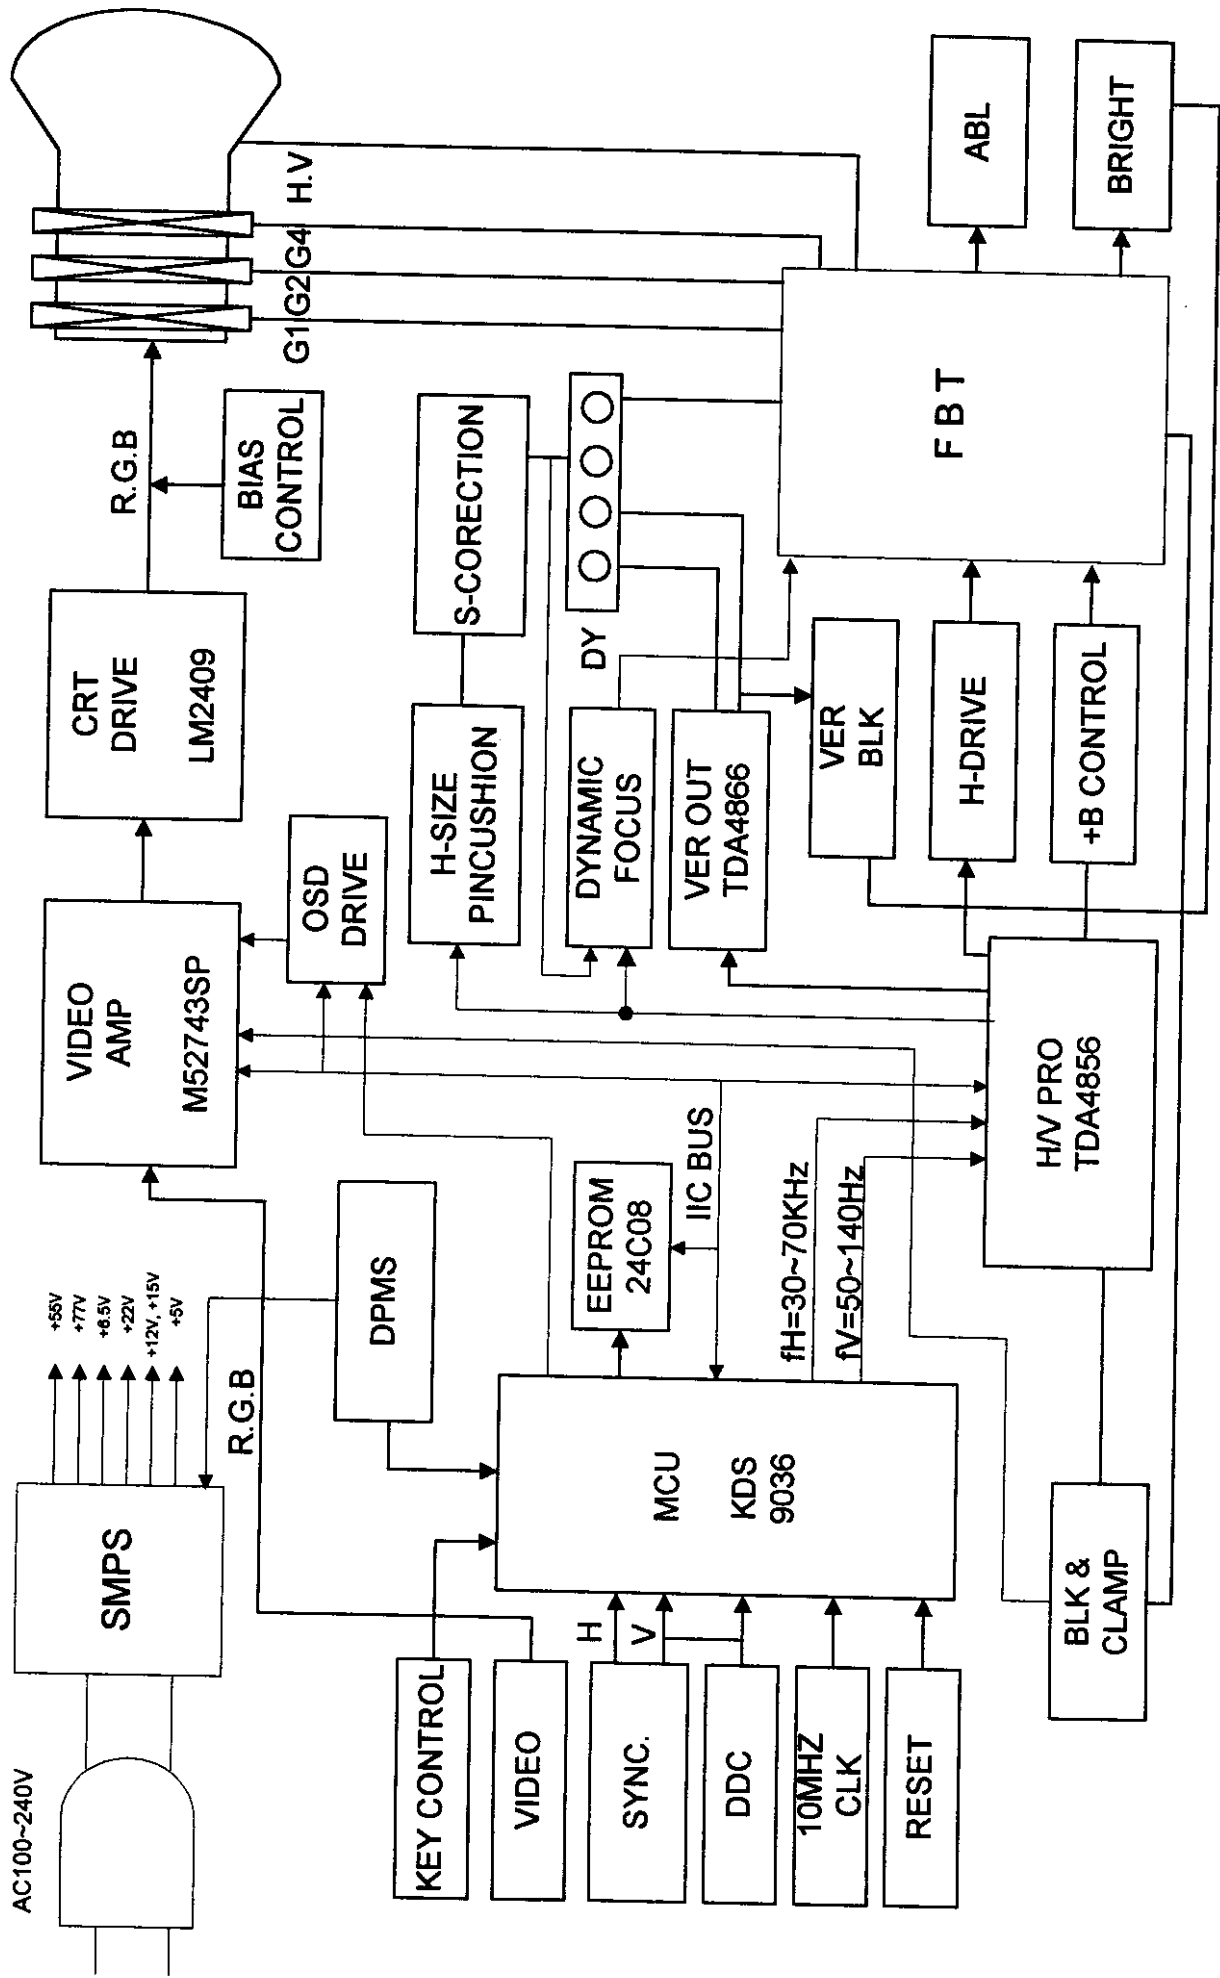 AC100~240V
SMPS
+55V
+77V
+6.5V
+22V
+12V, +15V
+5V
R.G.B
VIDEO
AMP
M52743SP
CRT
DRIVE
LM2409
R.G.B
BIAS
CONTROL
G1
G2
G4
H.V
DPMS
OSD
DRIVE
H-SIZE
PINCUSHION
S-CORECTION
KEY CONTROL
VIDEO
SYNC.
H
V
DDC
10MHZ
CLK
RESET
MCU
KDS
9036
EEPROM
24C08
IIC BUS
fH=30~70KHz
fV=50~140Hz
DYNAMIC
FOCUS
DY
VER OUT
TDA4866
VER
BLK
H-DRIVE
+B CONTROL
F B T
ABL
BRIGHT
H/V PRO
TDA4856
BLK &
CLAMP